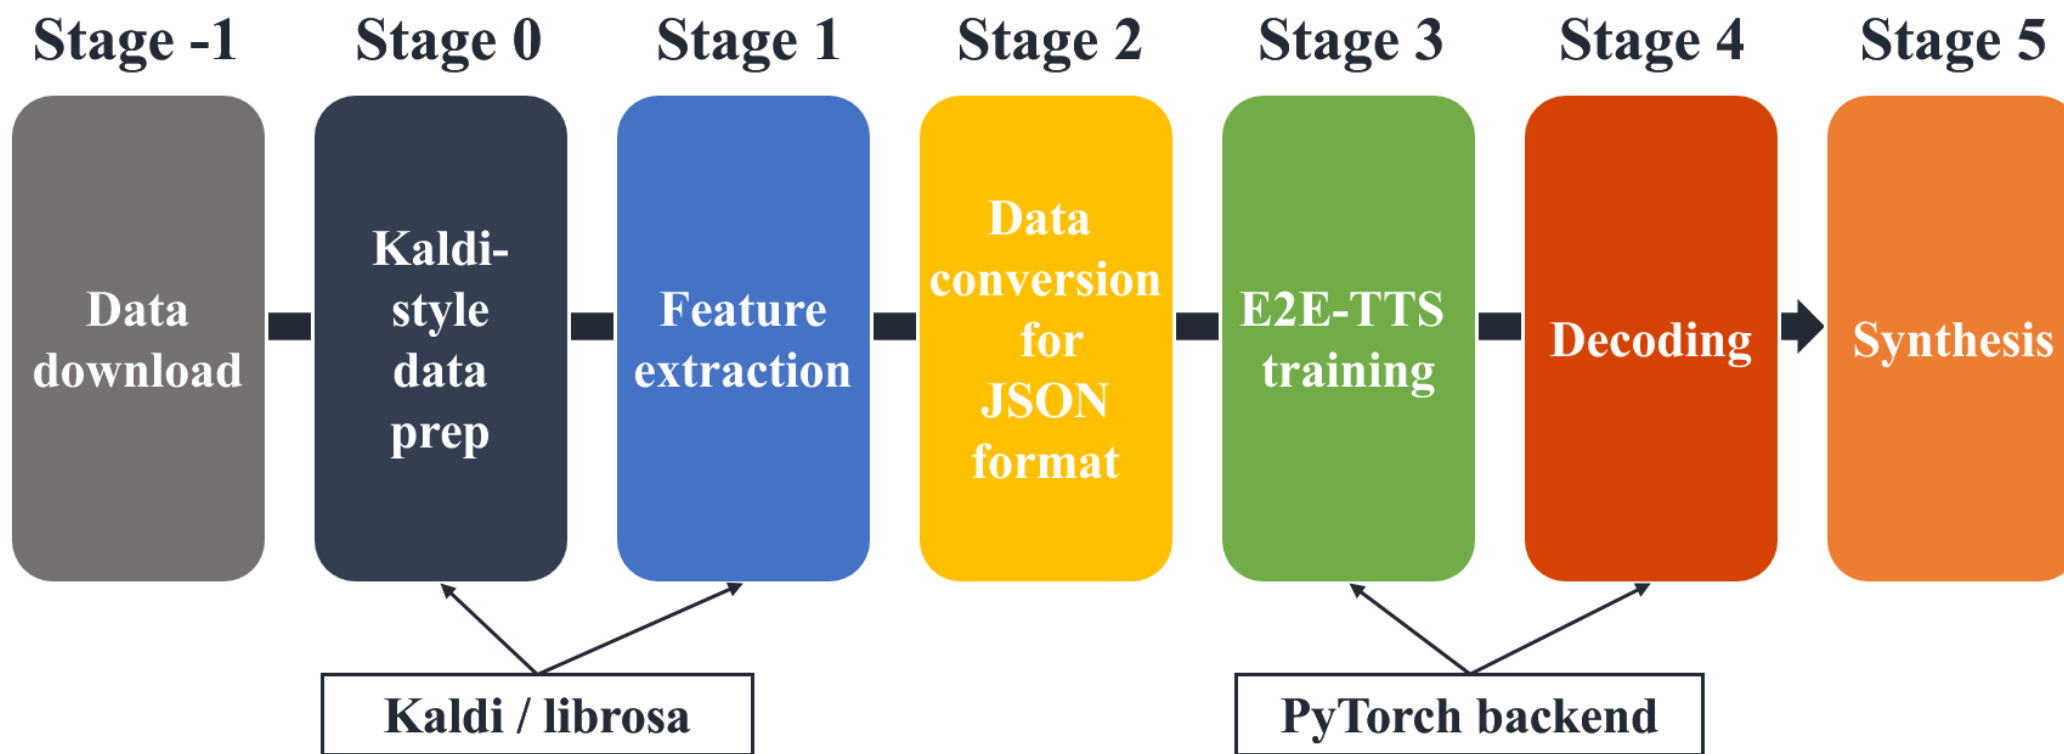 Stage -1
Stage 0
Stage 1
Stage 2
Stage 3
Stage 4
Stage 5
Data
download
Kaldi-
style
data
prep
Feature
extraction
Data
conversion
for
JSON
format
E2E-TTS
training
Decoding
Synthesis
Kaldi / librosa
PyTorch backend